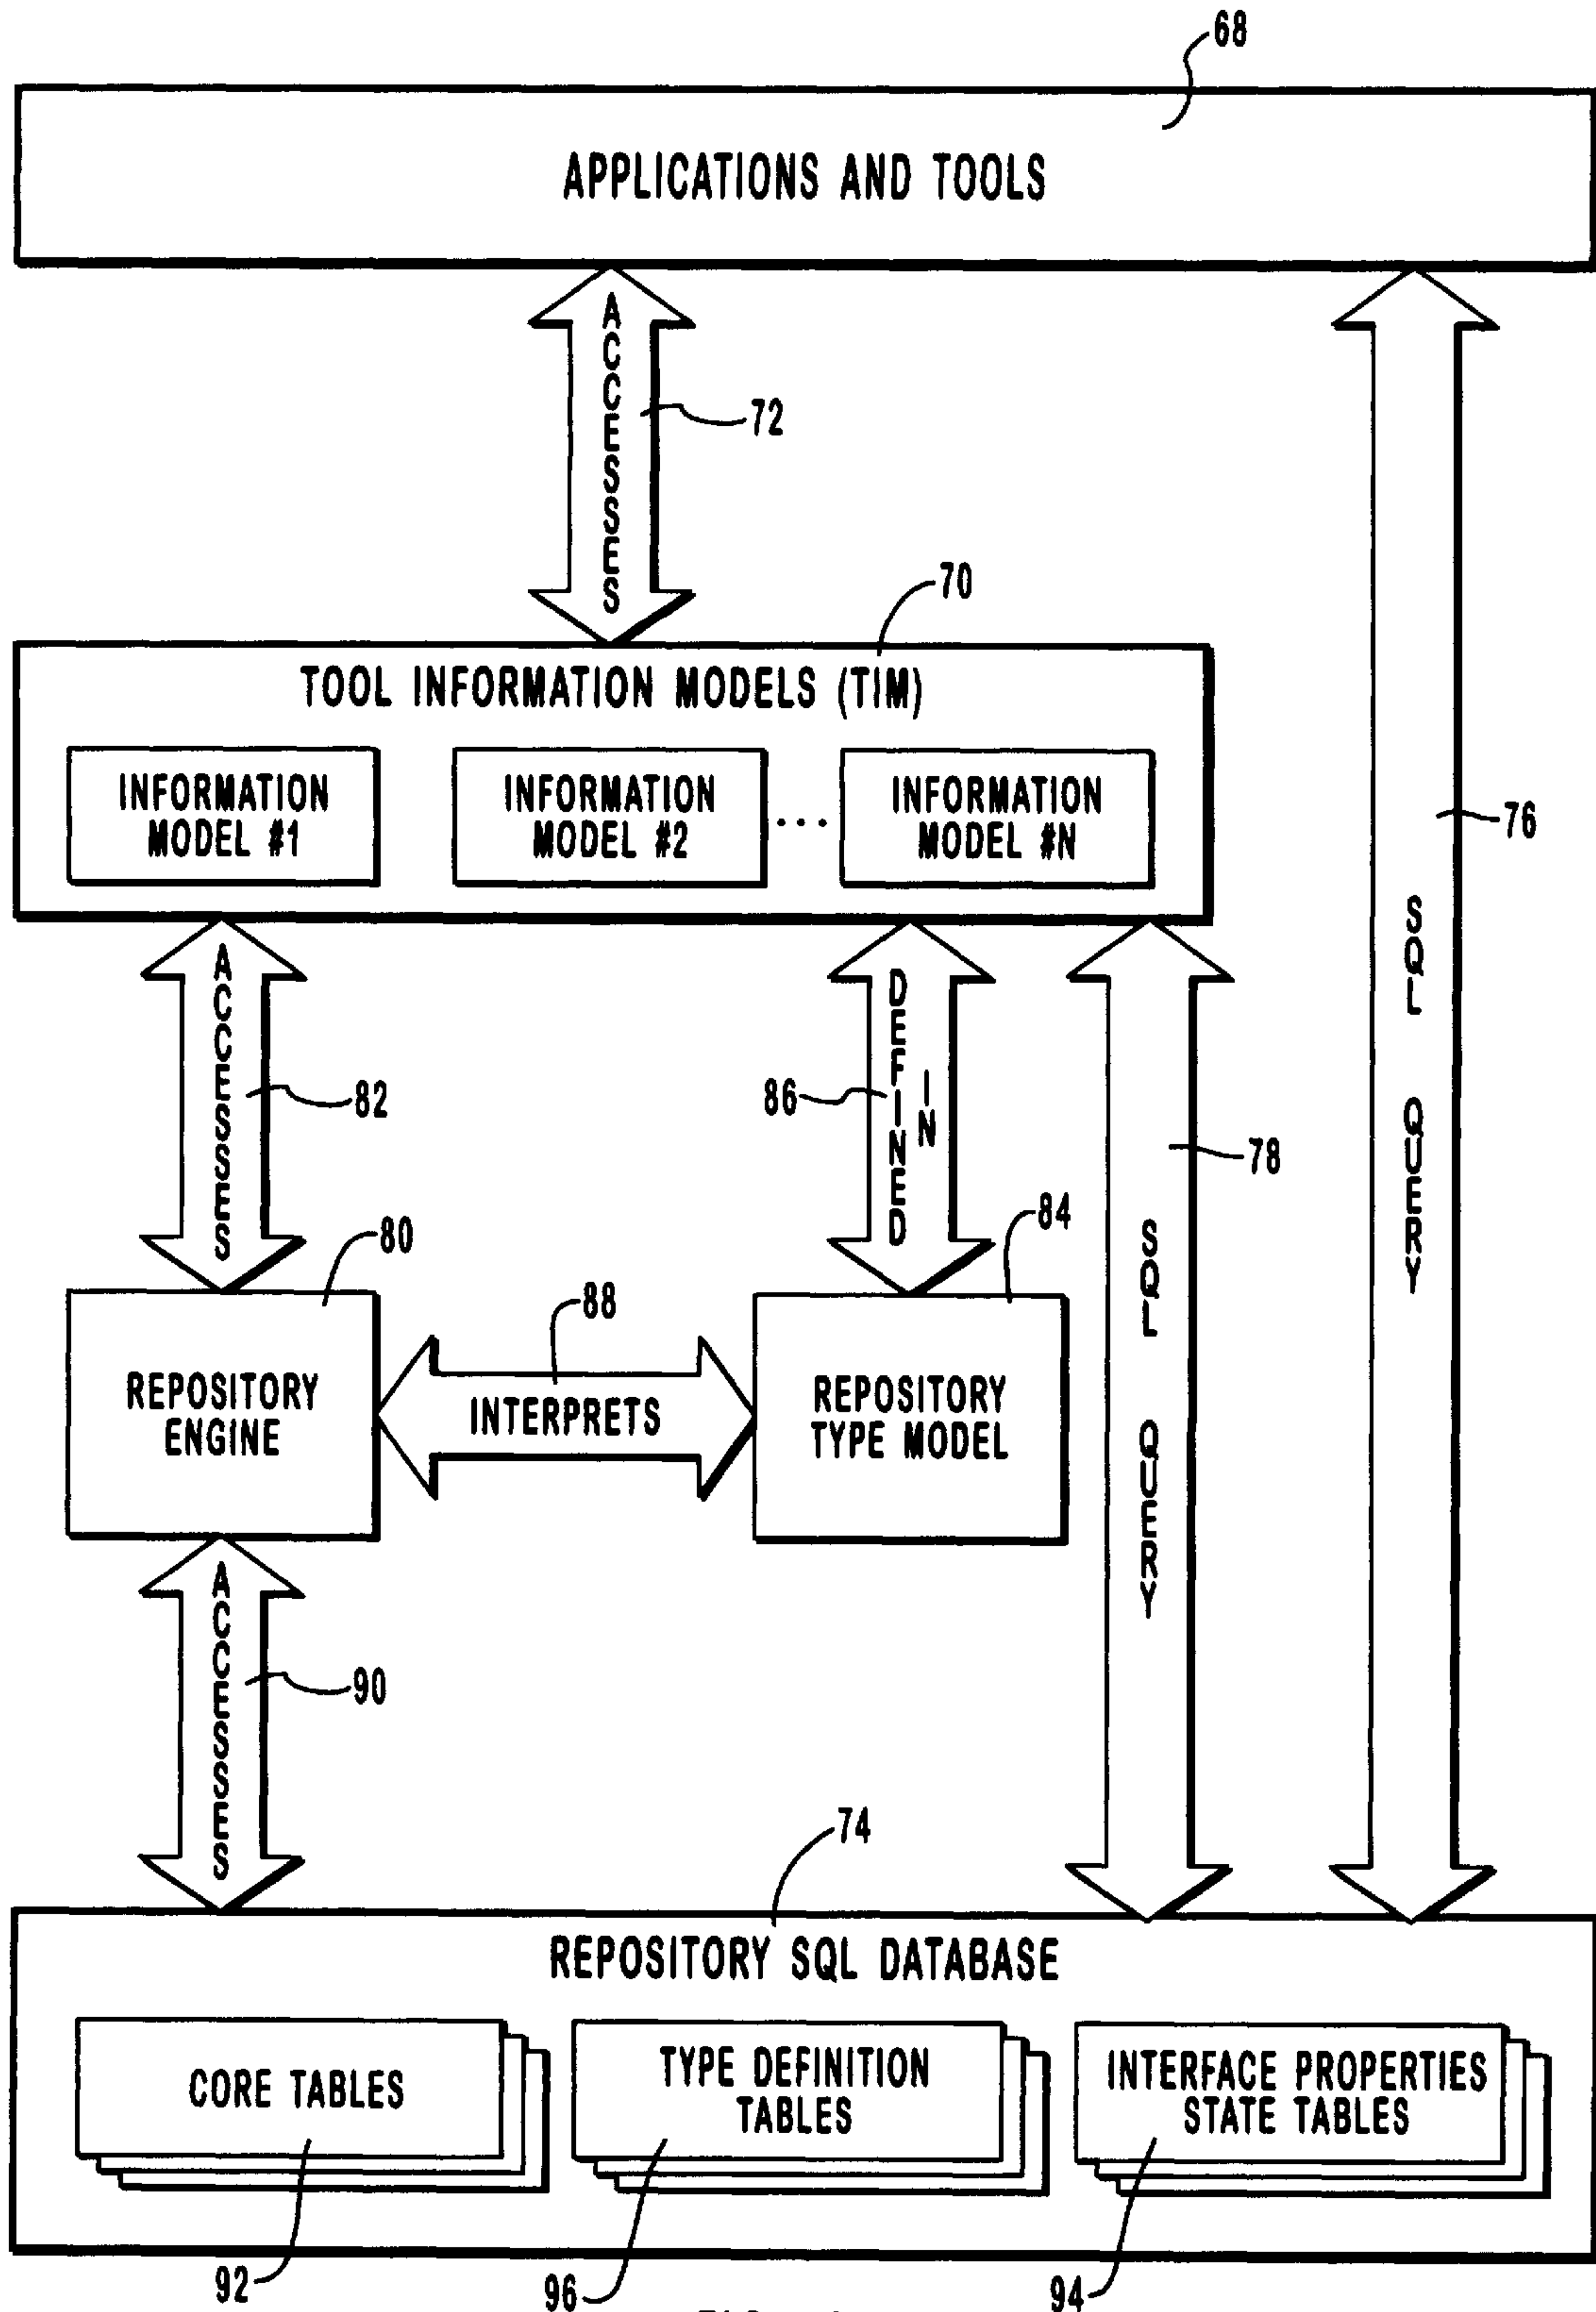 68
APPLICATIONS AND TOOLS
ACCESSES
72
76
SQL QUERY
70
TOOL INFORMATION MODELS (TIM)
INFORMATION
MODEL #1
INFORMATION
MODEL #2
...
INFORMATION
MODEL #N
ACCESSES
82
86
DEFINED
IN
78
SQL QUERY
80
84
88
REPOSITORY
ENGINE
INTERPRETS
REPOSITORY
TYPE MODEL
ACCESSES
90
74
REPOSITORY SQL DATABASE
CORE TABLES
TYPE DEFINITION
TABLES
INTERFACE PROPERTIES
STATE TABLES
92
96
94